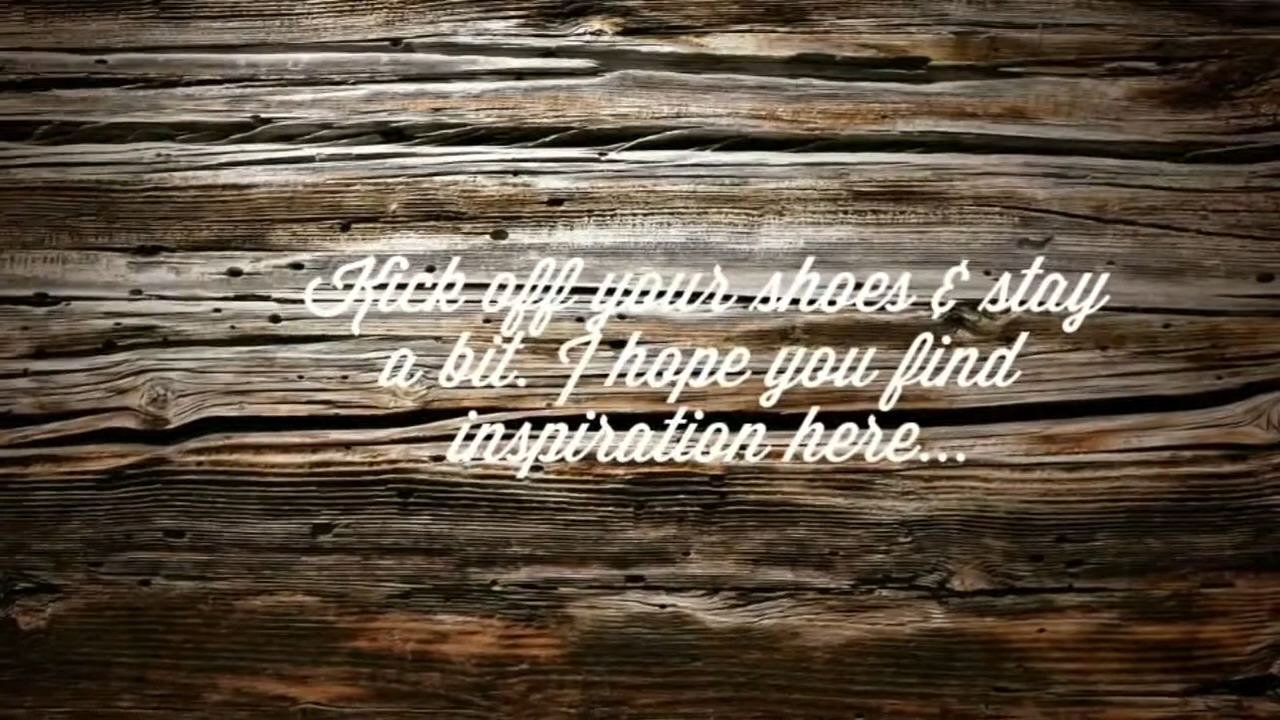 Kick off your shoes & stay
a bit. I hope you find
inspiration here...